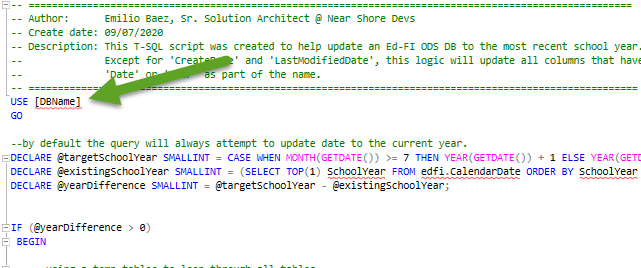 -- =============================================================================
-- Author:      Emilio Baez, Sr. Solution Architect @ Near Shore Devs
-- Create date: 09/07/2020
-- Description: This T-SQL script was created to help update an Ed-FI ODS DB to the most recent school year.
--              Except for 'Create and 'LastModifiedDate', this logic will update all columns that have
--              'Date' or as part of the name.
-- =============================================================================
USE [DBName]
GO
--by default the query will always attempt to update date to the current year.
DECLARE @targetSchoolYear SMALLINT = CASE WHEN MONTH(GETDATE()) >= 7 THEN YEAR(GETDATE()) + 1 ELSE YEAR(GETD
DECLARE @existingSchoolYear SMALLINT = (SELECT TOP(1) SchoolYear FROM edfi.CalendarDate ORDER BY SchoolYear
DECLARE @yearDifference SMALLINT = @targetSchoolYear - @existingSchoolYear;
IF (@yearDifference > 0)
BEGIN